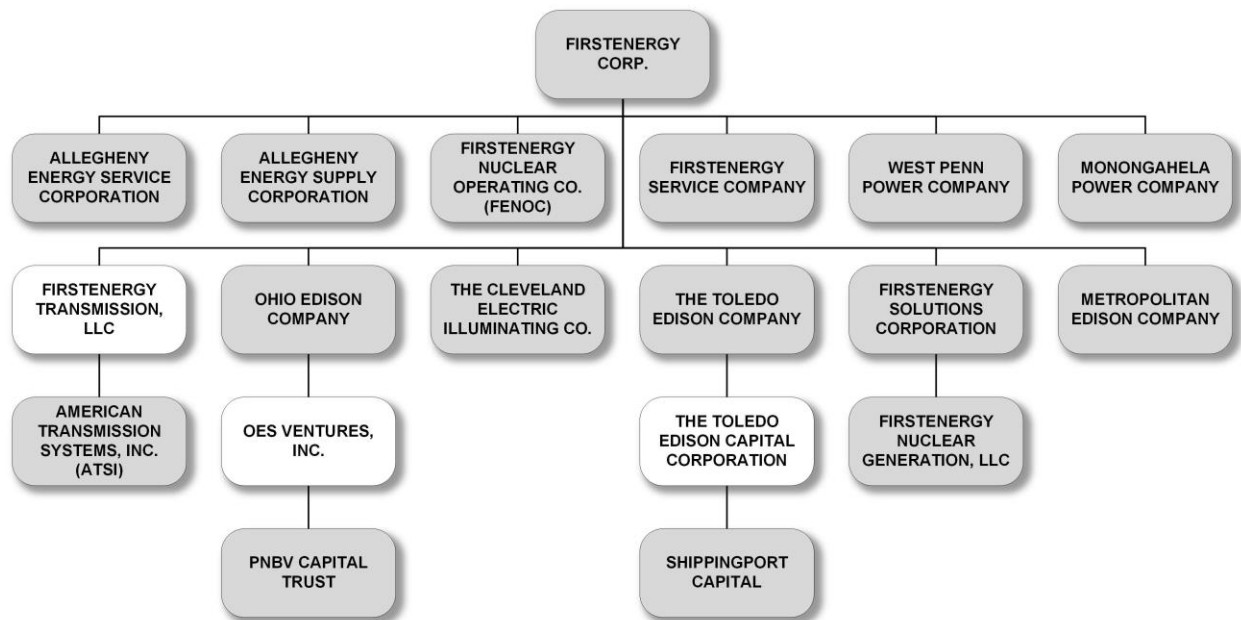 FIRSTENERGY
CORP.
ALLEGHENY
ENERGY SERVICE
CORPORATION
ALLEGHENY
ENERGY SUPPLY
CORPORATION
FIRSTENERGY
NUCLEAR
OPERATING CO.
(FENOC)
FIRSTENERGY
SERVICE COMPANY
WEST PENN
POWER COMPANY
MONONGAHELA
POWER COMPANY
FIRSTENERGY
TRANSMISSION,
LLC
OHIO EDISON
COMPANY
THE CLEVELAND
ELECTRIC
ILLUMINATING CO.
THE TOLEDO
EDISON COMPANY
FIRSTENERGY
SOLUTIONS
CORPORATION
METROPOLITAN
EDISON COMPANY
AMERICAN
TRANSMISSION
SYSTEMS, INC.
(ATSI)
OES VENTURES,
INC.
THE TOLEDO
EDISON CAPITAL
CORPORATION
FIRSTENERGY
NUCLEAR
GENERATION, LLC
PNBV CAPITAL
TRUST
SHIPPINGPORT
CAPITAL